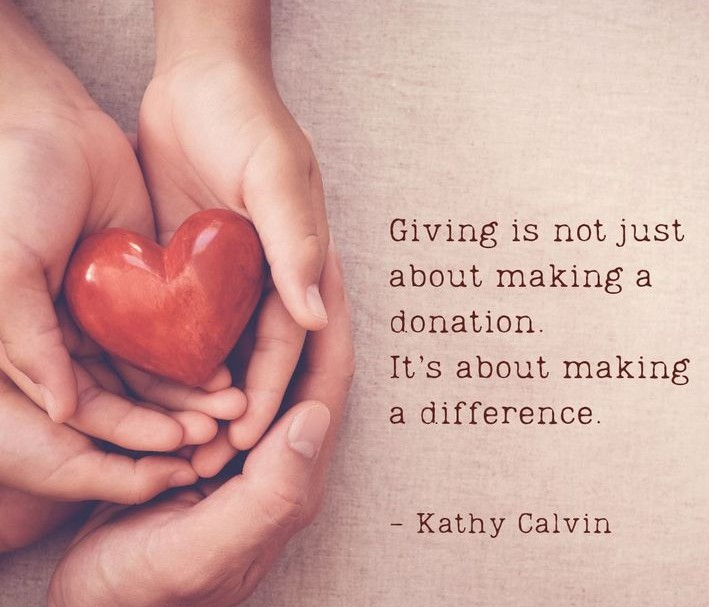 Giving is not just
about making a
donation.
It's about making
a difference.
– Kathy Calvin